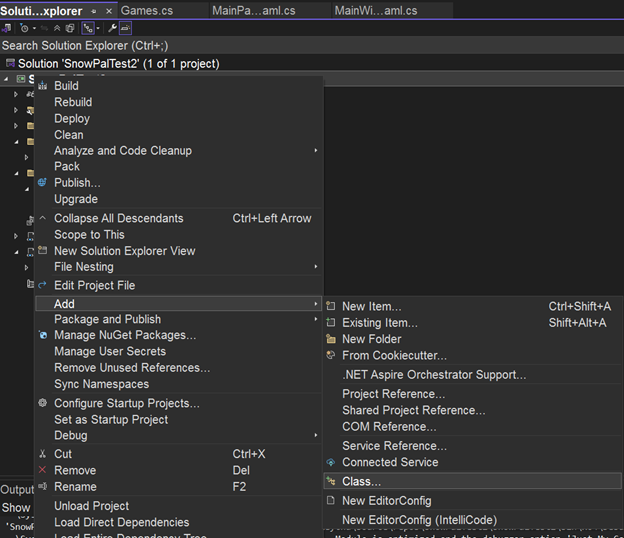 Soluti...xplorer
Games.cs
MainPa...aml.cs
MainWi...aml.cs
Search Solution Explorer (Ctrl+;)
Solution 'SnowPalTest2' (1 of 1 project)
Build
Rebuild
Deploy
Clean
Analyze and Code Cleanup
Pack
Publish...
Upgrade
Collapse All Descendants Ctrl+Left Arrow
Scope to This
New Solution Explorer View
File Nesting
Edit Project File
Add
Package and Publish
Manage NuGet Packages...
Manage User Secrets
Remove Unused References...
Sync Namespaces
Configure Startup Projects...
Set as Startup Project
Debug
Cut Ctrl+X
Remove Del
Rename F2
Unload Project
Load Direct Dependencies
Load Entire Dependency Tree
New Item... Ctrl+Shift+A
Existing Item... Shift+Alt+A
New Folder
From Cookiecutter...
.NET Aspire Orchestrator Support...
Project Reference...
Shared Project Reference...
COM Reference...
Service Reference...
Connected Service
Class...
New EditorConfig
New EditorConfig (IntelliCode)
Output
Show
'SnowP